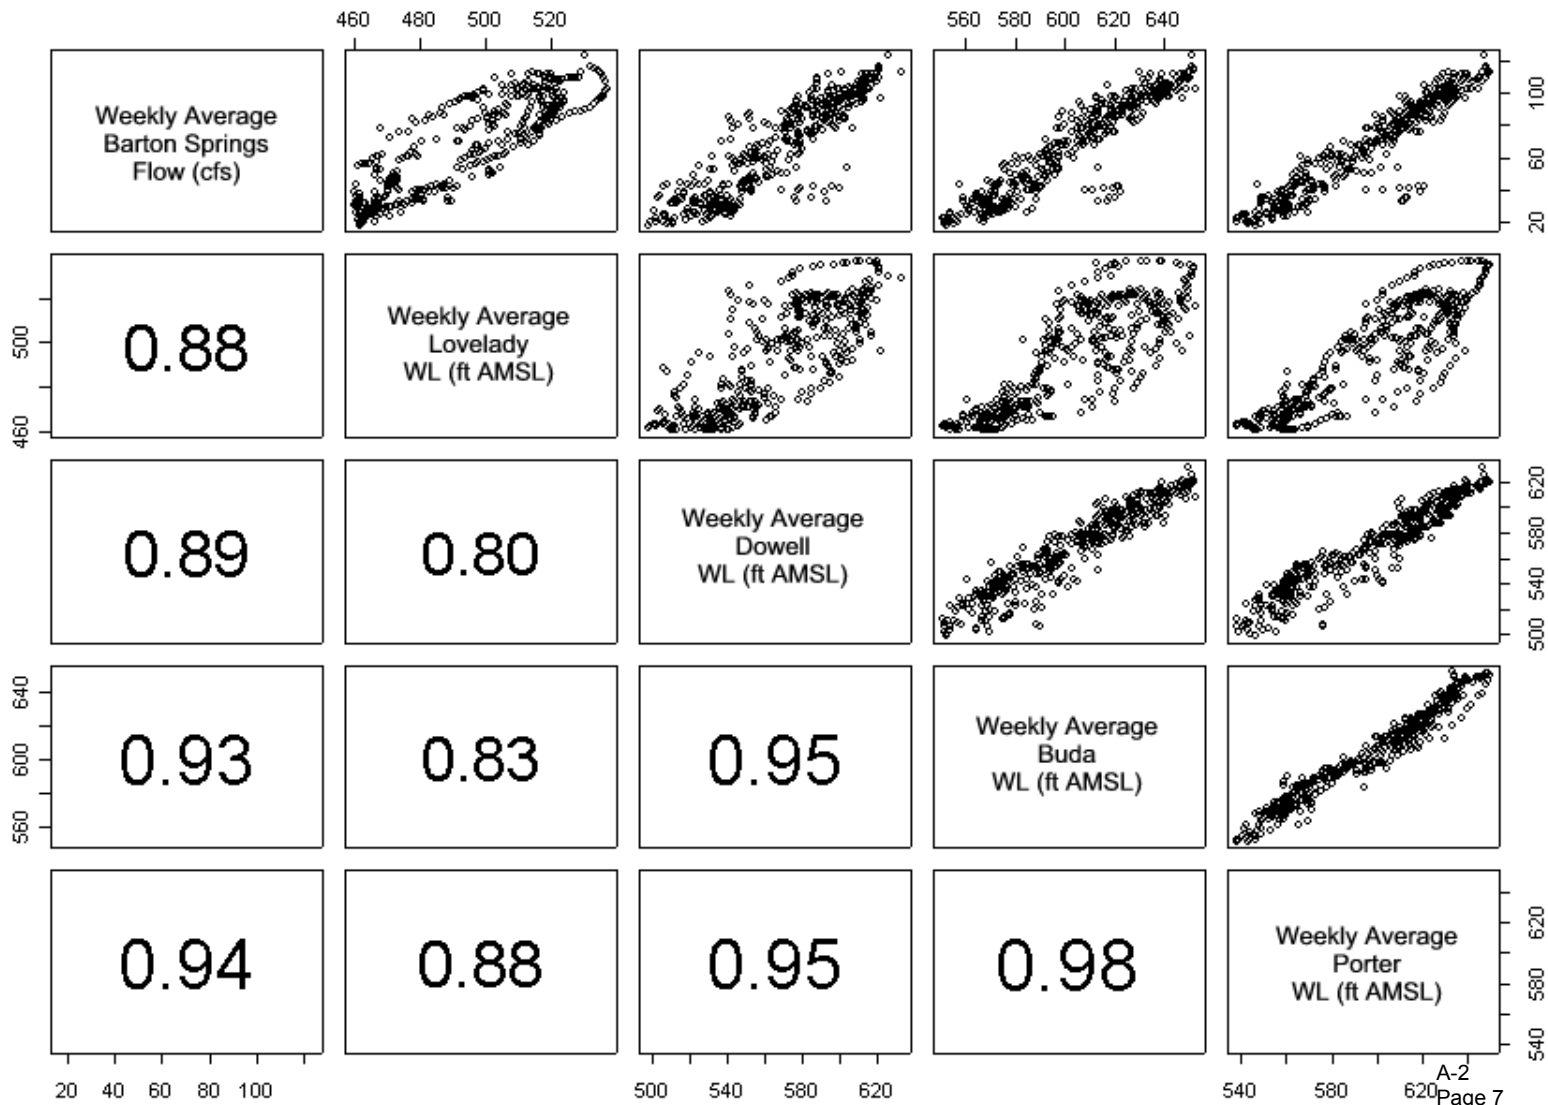 460 480 500 520 560 580 600 620 640
Weekly Average
Barton Springs
Flow (cfs)
20 60 100
460 500
0.88
Weekly Average
Lovelady
WL (ft AMSL)
0.89
0.80
Weekly Average
Dowell
WL (ft AMSL)
500 540 580 620
560 600 640
0.93
0.83
0.95
Weekly Average
Buda
WL (ft AMSL)
0.94
0.88
0.95
0.98
Weekly Average
Porter
WL (ft AMSL)
540 580 620
20 40 60 80 100 500 540 580 620 540 580 620
A-2
Page 7